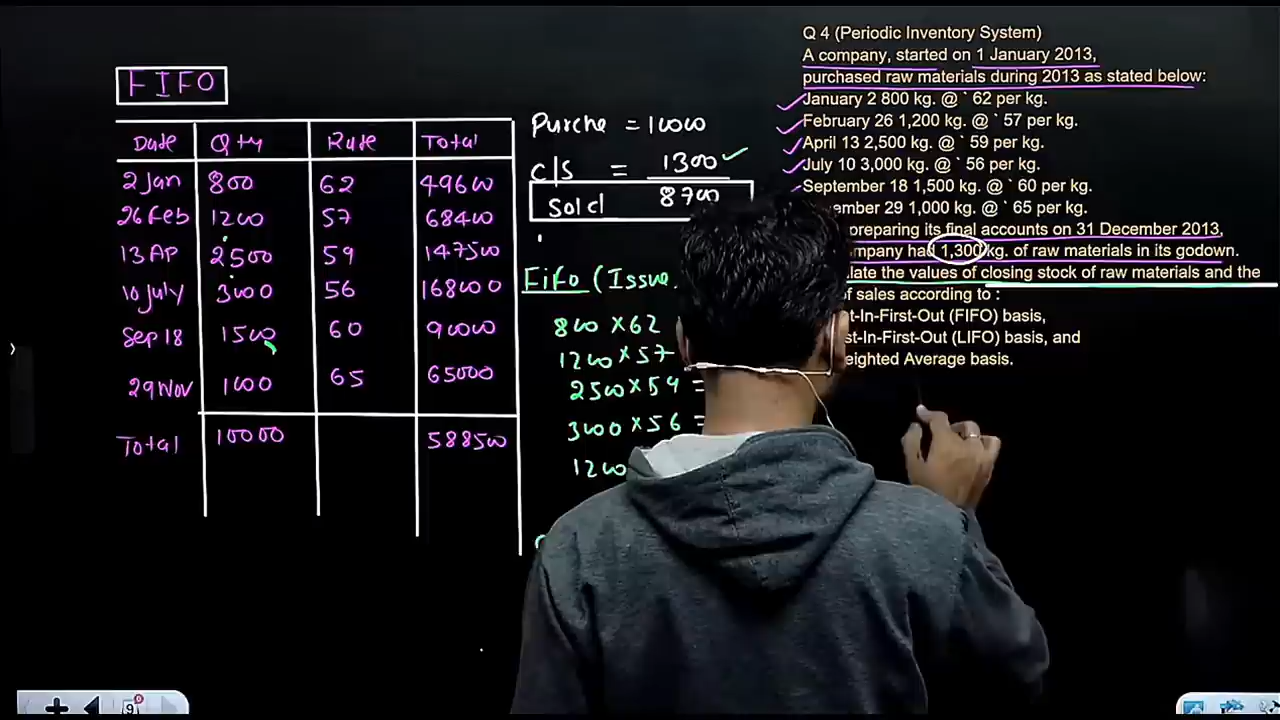 FIFO
Date Qty Rate Total
2 Jan 800 62 49600
26 Feb 1200 57 68400
13 AP 2500 59 147500
10 July 3000 56 168000
Sep 18 1500 60 90000
29 Nov 1000 65 65000
Total 10000 588500
Purche = 10000
c/s = 1300
Sold 8700
Fifo (Issue
800 x 62
1200 x 57
2500 x 59 =
3000 x 56 =
1200
Q 4 (Periodic Inventory System)
A company, started on 1 January 2013,
purchased raw materials during 2013 as stated below:
January 2 800 kg. @ ` 62 per kg.
February 26 1,200 kg. @ ` 57 per kg.
April 13 2,500 kg. @ ` 59 per kg.
July 10 3,000 kg. @ ` 56 per kg.
September 18 1,500 kg. @ ` 60 per kg.
ember 29 1,000 kg. @ ` 65 per kg.
preparing its final accounts on 31 December 2013,
mpany had 1,300 kg. of raw materials in its godown.
late the values of closing stock of raw materials and the
f sales according to :
st-In-First-Out (FIFO) basis,
st-In-First-Out (LIFO) basis, and
eighted Average basis.